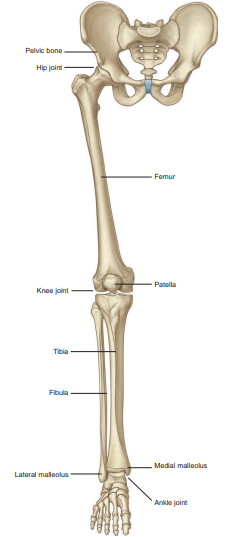 Pelvic bone
Hip joint
Femur
Patella
Knee joint
Tibia
Fibula
Medial malleolus
Lateral malleolus
Ankle joint